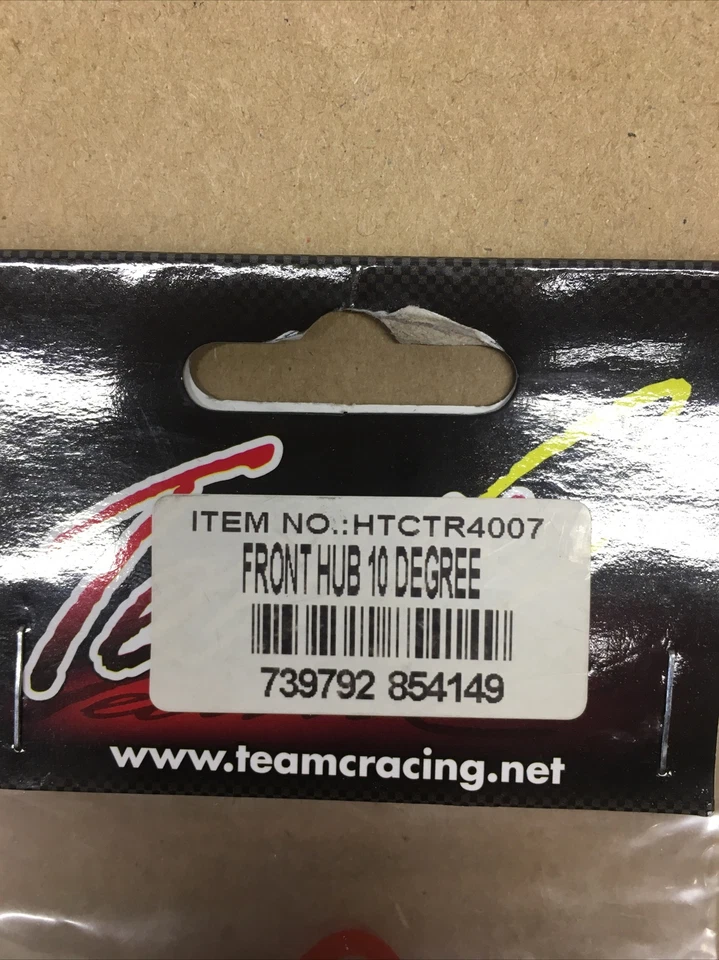 ITEM NO.:HTCTR4007
FRONT HUB 10 DEGREE
739792 854149
www.teamcracing.net